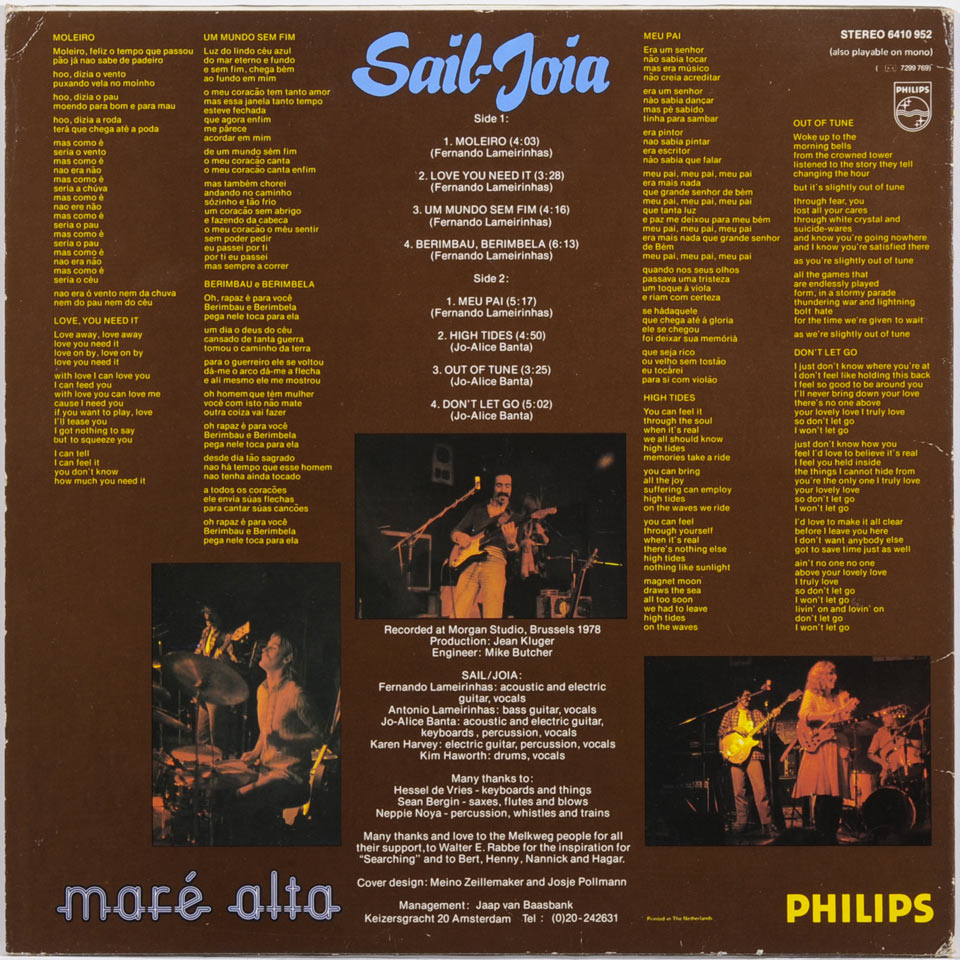 MOLEIRO
Moleiro, feliz o tempo que passou
pão já nao sabe de padeiro
hoo, dizia o vento
puxando vela no moinho
hoo, dizia o pau
moendo para bom e para mau
hoo, dizia a roda
terá que chega até a poda
mas como é
seria o vento
mas como é
nao era não
mas como é
seria a chúva
mas como é
nao ere não
mas como é
seria o pau
mas como é
seria o pau
mas como é
nao era não
mas como é
seria o céu
nao era ó vento nem da chuva
nem do pau nem do céu
LOVE, YOU NEED IT
Love away, love away
love you need it
love on by, love on by
love you need it
with love I can love you
I can feed you
with love you can love me
cause I need you
if you want to play, love
I'll tease you
I got nothing to say
but to squeeze you
I can tell
I can feel it
you don't know
how much you need it
UM MUNDO SEM FIM
Luz do lindo céu azul
do mar eterno e fundo
e sem fim, chega bém
ao fundo em mim
o meu coração tem tanto amor
mas essa janela tanto tempo
esteve fechada
que agora enfim
me párece
acordar em mim
de um mundo sém fim
o meu coração canta
o meu coração canta enfim
mas também chorei
andando no caminho
sózinho e tão frio
um coração sem abrigo
e fazendo da cabeca
o meu coração o méu sentir
sem poder pedir
eu passei por ti
por ti eu passei
mas sempre a correr
BERIMBAU e BERIMBELA
Oh, rapaz é para você
Berimbau e Berimbela
pega nele toca para ela
um dia o deus do céu
cansado de tanta guerra
tomou o caminho da terra
para o guerreiro ele se voltou
dá-me o arco dá-me a flecha
e ali mesmo ele me mostrou
oh homem que tém mulher
você com isto não mate
outra coiza vai fazer
oh rapaz é para você
Berimbau e Berimbela
pega nele toca para ela
desde dia tão sagrado
nao há tempo que esse homem
nao tenha ainda tocado
a todos os corações
ele envia súas flechas
para cantar súas cancões
oh rapaz é para você
Berimbau e Berimbela
pega nele toca para ela
Sail-Joia
Side 1:
1. MOLEIRO (4:03)
(Fernando Lameirinhas)
2. LOVE YOU NEED IT (3:28)
(Fernando Lameirinhas)
3. UM MUNDO SEM FIM (4:16)
(Fernando Lameirinhas)
4. BERIMBAU, BERIMBELA (6:13)
(Fernando Lameirinhas)
Side 2:
1. MEU PAI (5:17)
(Fernando Lameirinhas)
2. HIGH TIDES (4:50)
(Jo-Alice Banta)
3. OUT OF TUNE (3:25)
(Jo-Alice Banta)
4. DON'T LET GO (5:02)
(Jo-Alice Banta)
Recorded at Morgan Studio, Brussels 1978
Production: Jean Kluger
Engineer: Mike Butcher
SAIL/JOIA:
Fernando Lameirinhas: acoustic and electric
guitar, vocals
Antonio Lameirinhas: bass guitar, vocals
Jo-Alice Banta: acoustic and electric guitar,
keyboards , percussion, vocals
Karen Harvey: electric guitar, percussion, vocals
Kim Haworth: drums, vocals
Many thanks to:
Hessel de Vries - keyboards and things
Sean Bergin - saxes, flutes and blows
Neppie Noya - percussion, whistles and trains
Many thanks and love to the Melkweg people for all
their support, to Walter E. Rabbe for the inspiration for
"Searching" and to Bert, Henny, Nannick and Hagar.
Cover design: Meino Zeillemaker and Josje Pollmann
Management: Jaap van Baasbank
Keizersgracht 20 Amsterdam Tel : (0)20-242631
MEU PAI
Era um senhor
não sabia tocar
mas era músico
não creia acreditar
era um senhor
não sabia dançar
mas pé sabido
tinha para sambar
era pintor
nao sabia pintar
era escritor
não sabia que falar
meu pai, meu pai, meu pai
era mais nada
que grande senhor de bém
meu pai, meu pai, meu pai
que tanta luz
e paz me deixou para meu bém
meu pai, meu pai, meu pai
era mais nada que grande senhor
de Bém
meu pai, meu pai, meu pai
quando nos seus olhos
passava uma tristeza
um toque à viola
e riam com certeza
se hádaquele
que chega até à gloria
ele se chegou
foi deixar sua memórià
que seja rico
ou velho sem tostão
eu tocárei
para si com violão
HIGH TIDES
You can feel it
through the soul
when it's real
we all should know
high tides
memories take a ride
you can bring
all the joy
suffering can employ
high tides
on the waves we ride
you can feel
through yourself
when it's real
there's nothing else
high tides
nothing like sunlight
magnet moon
draws the sea
all too soon
we had to leave
high tides
on the waves
STEREO 6410 952
(also playable on mono)
( 7299 769)
PHILIPS
OUT OF TUNE
Woke up to the
morning bells
from the crowned tower
listened to the story they tell
changing the hour
but it's slightly out of tune
through fear, you
lost all your cares
through white crystal and
suicide-wares
and know you're going nowhere
and I know you're satisfied there
as you're slightly out of tune
all the games that
are endlessly played
form, in a stormy parade
thundering war and lightning
bolt hate
for the time we're given to wait
as we're slightly out of tune
DON'T LET GO
I just don't know where you're at
I don't feel like holding this back
I feel so good to be around you
I'll never bring down your love
there's no one above
your lovely love I truly love
so don't let go
I won't let go
just don't know how you
feel I'd love to believe it's real
I feel you held inside
the things I cannot hide from
you're the only one I truly love
your lovely love
so don't let go
I won't let go
I'd love to make it all clear
before I leave you here
I don't want anybody else
got to save time just as well
ain't no one no one
above your lovely love
I truly love
so don't let go
I won't let go
livin' on and lovin' on
don't let go
I won't let go
maré alta
Printed in The Netherlands
PHILIPS